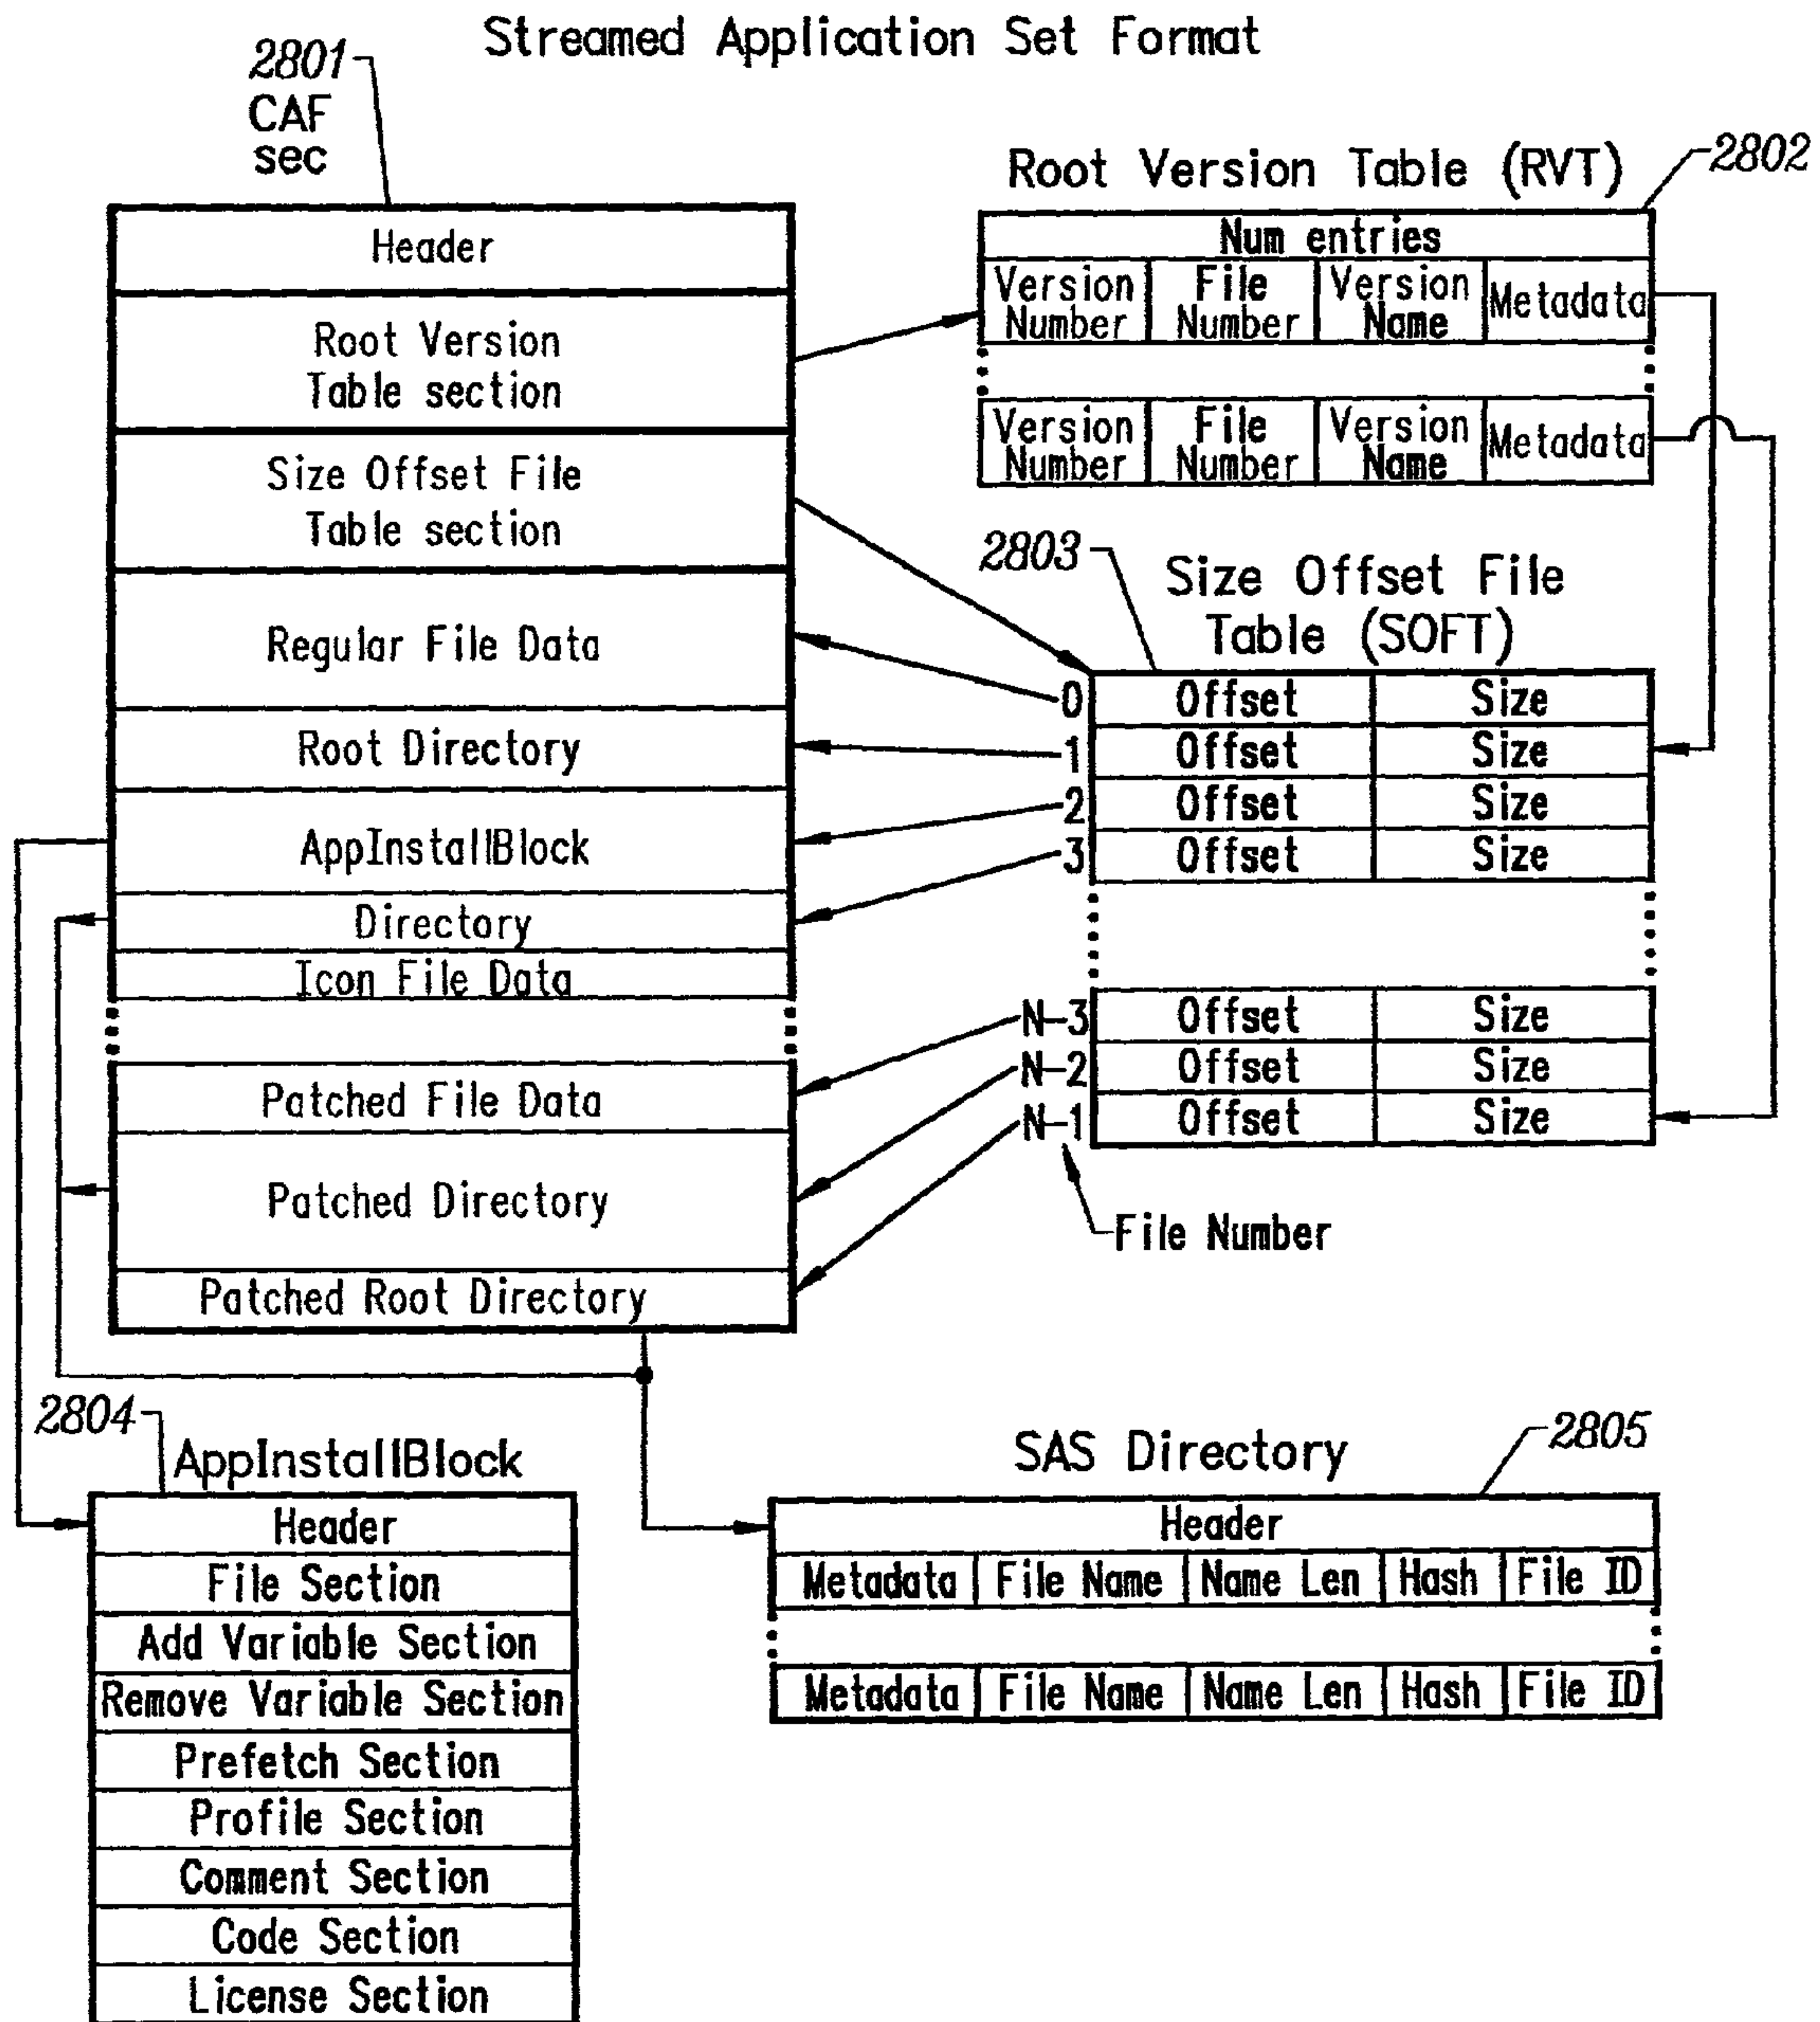 Streamed Application Set Format
2801
CAF
sec
Header
Root Version
Table section
Size Offset File
Table section
Regular File Data
Root Directory
AppInstallBlock
Directory
Icon File Data
Patched File Data
Patched Directory
Patched Root Directory
Root Version Table (RVT)
2802
Num entries
Version Number File Number Version Name Metadata
Version Number File Number Version Name Metadata
2803
Size Offset File
Table (SOFT)
0 Offset Size
1 Offset Size
2 Offset Size
3 Offset Size
N-3 Offset Size
N-2 Offset Size
N-1 Offset Size
File Number
2804
AppInstallBlock
Header
File Section
Add Variable Section
Remove Variable Section
Prefetch Section
Profile Section
Comment Section
Code Section
License Section
SAS Directory
2805
Header
Metadata File Name Name Len Hash File ID
Metadata File Name Name Len Hash File ID